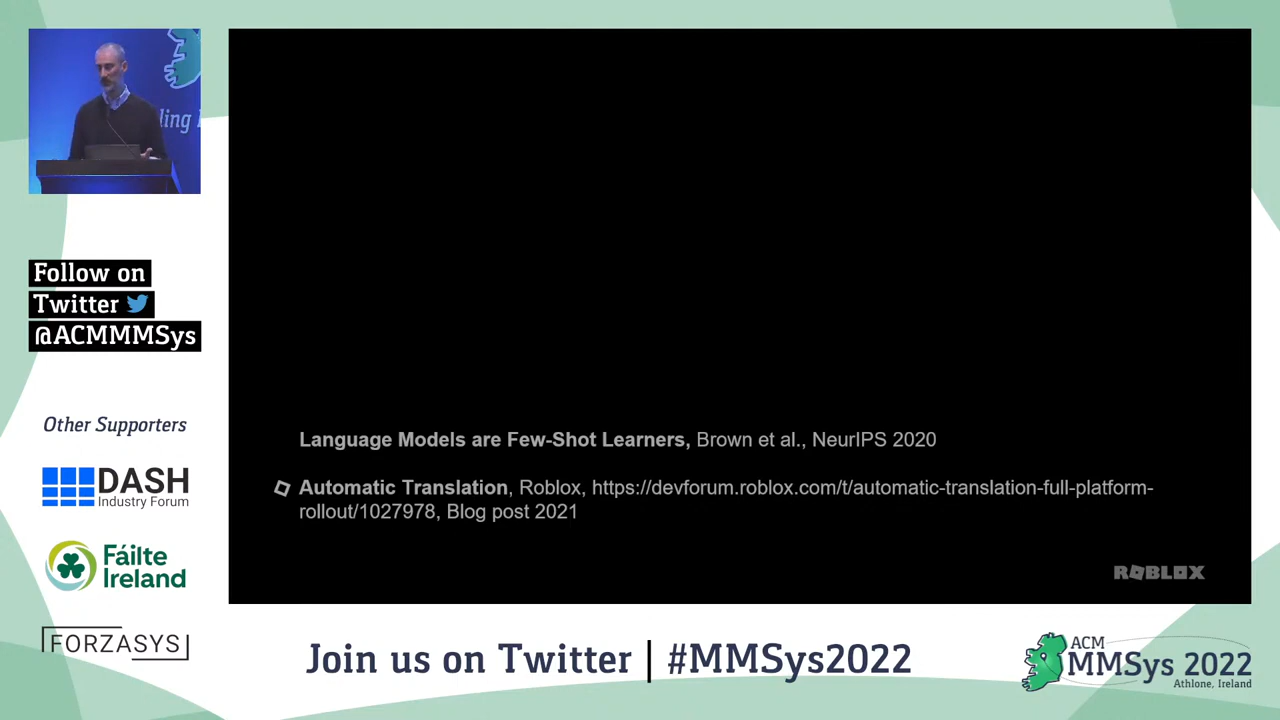 ding
Follow on
Twitter
@ACMMMSys
Other Supporters
DASH
Industry Forum
Fáilte
Ireland
FORZASYS
Language Models are Few-Shot Learners, Brown et al., NeurIPS 2020
Automatic Translation, Roblox, https://devforum.roblox.com/t/automatic-translation-full-platform-
rollout/1027978, Blog post 2021
ROBLOX
Join us on Twitter | #MMSys2022
ACM
MMSys 2022
Athlone, Ireland